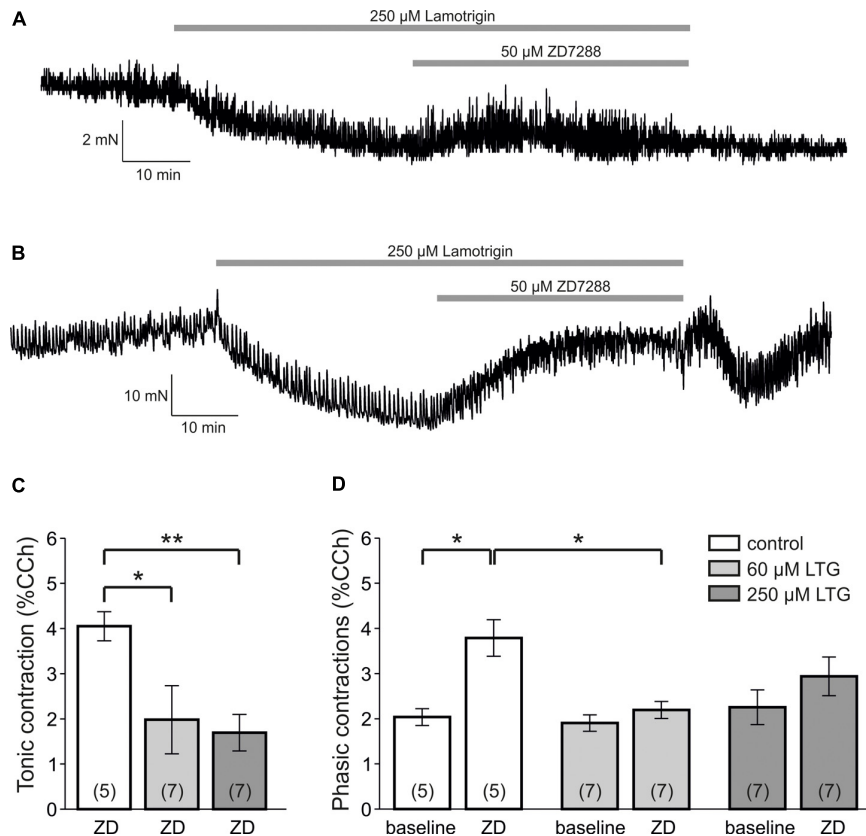 A
250 µM Lamotrigin
50 µM ZD7288
2 mN
10 min
B
250 µM Lamotrigin
50 µM ZD7288
10 mN
10 min
C
Tonic contraction (%CCh)
6
5
4
3
2
1
0
**
*
(5)
(7)
(7)
ZD
ZD
ZD
D
Phasic contractions (%CCh)
6
5
4
3
2
1
0
*
*
control
60 µM LTG
250 µM LTG
(5)
(5)
(7)
(7)
(7)
(7)
baseline
ZD
baseline
ZD
baseline
ZD